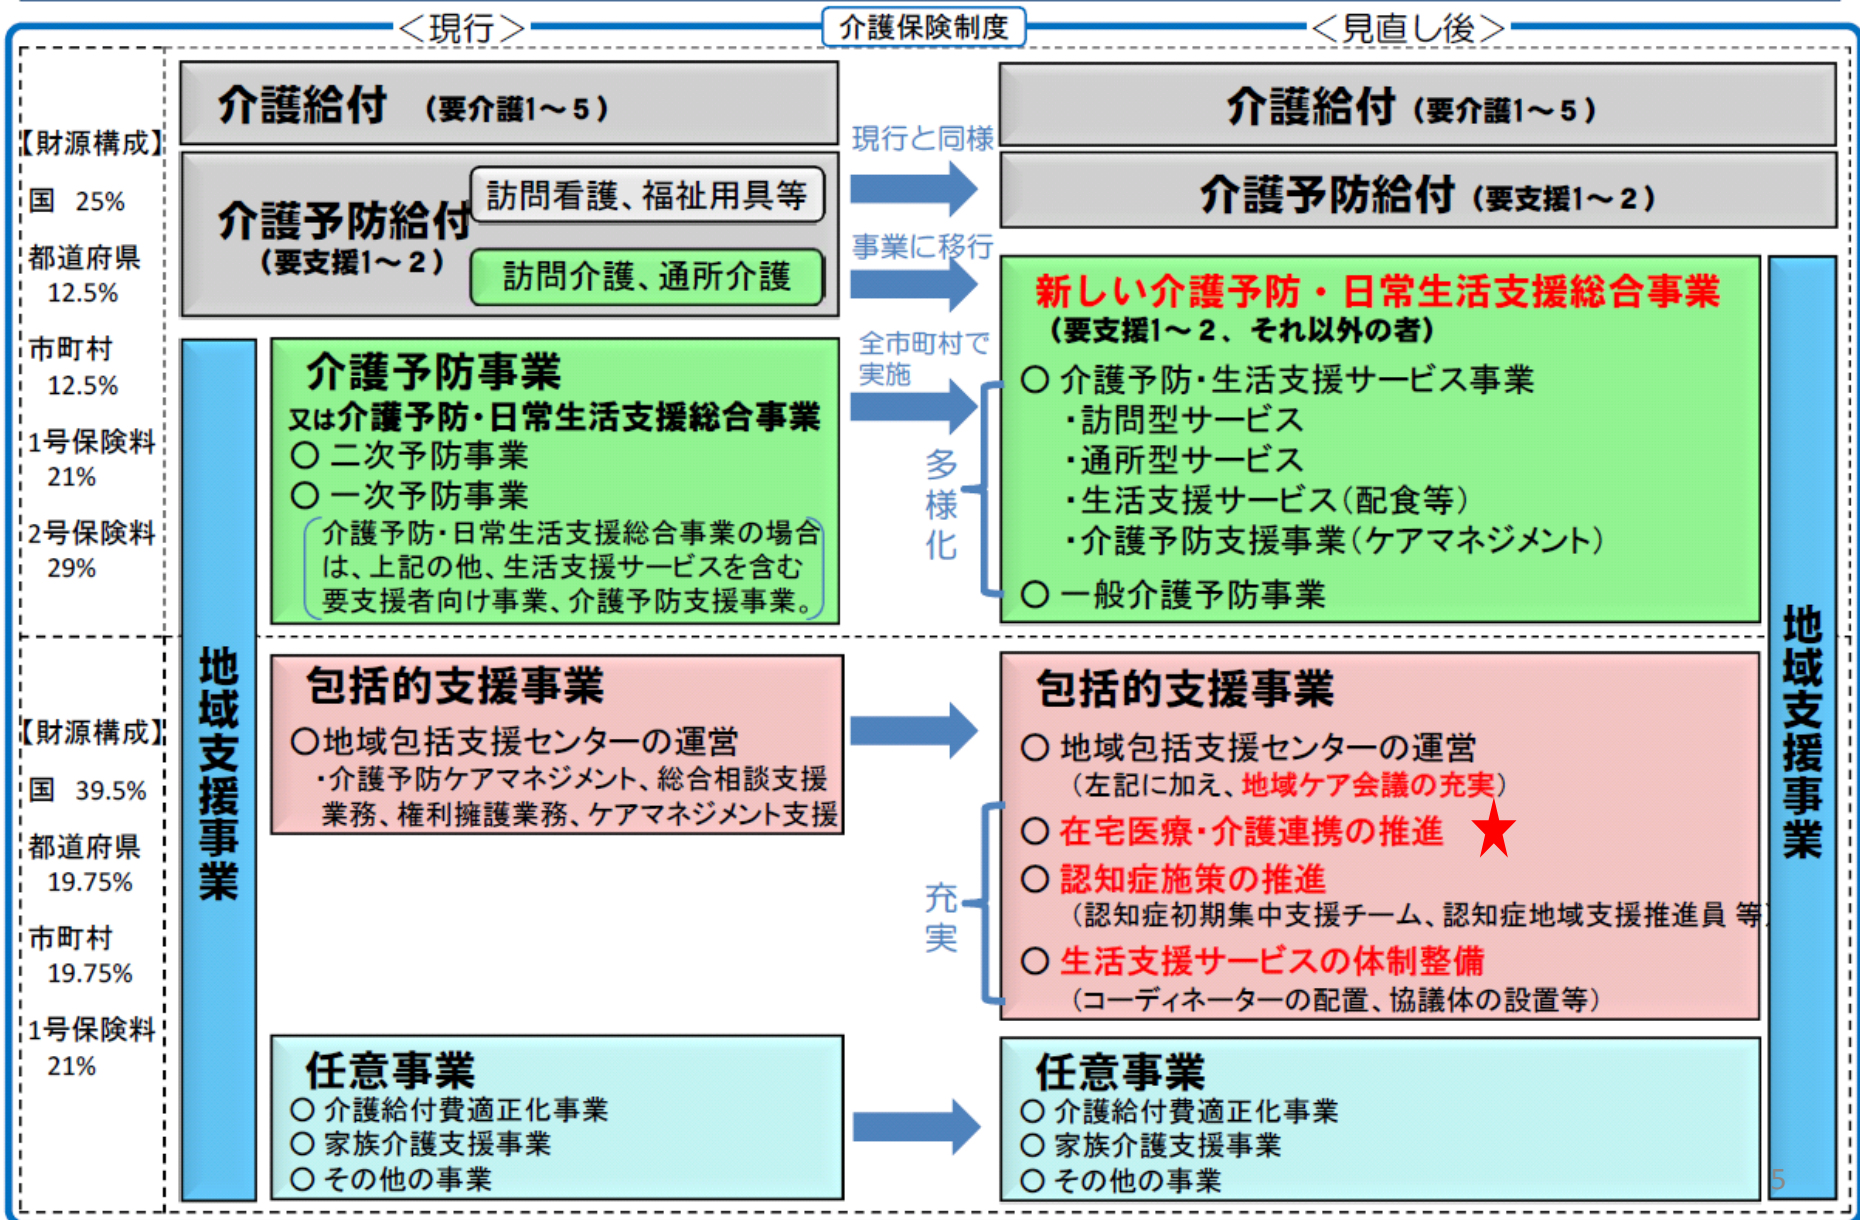 ＜現行＞
介護保険制度
＜見直し後＞
【財源構成】
国 25%
都道府県
12.5%
市町村
12.5%
1号保険料
21%
2号保険料
29%
【財源構成】
国 39.5%
都道府県
19.75%
市町村
19.75%
1号保険料
21%
介護給付 （要介護1～5）
介護予防給付
（要支援1～2）
訪問看護、福祉用具等
訪問介護、通所介護
地域支援事業
介護予防事業
又は介護予防・日常生活支援総合事業
○ 二次予防事業
○ 一次予防事業
介護予防・日常生活支援総合事業の場合
は、上記の他、生活支援サービスを含む
要支援者向け事業、介護予防支援事業。
包括的支援事業
○地域包括支援センターの運営
・介護予防ケアマネジメント、総合相談支援
業務、権利擁護業務、ケアマネジメント支援
任意事業
○ 介護給付費適正化事業
○ 家族介護支援事業
○ その他の事業
現行と同様
事業に移行
全市町村で
実施
多様化
充実
介護給付（要介護1～5）
介護予防給付（要支援1～2）
新しい介護予防・日常生活支援総合事業
（要支援1～2、それ以外の者）
○ 介護予防・生活支援サービス事業
・訪問型サービス
・通所型サービス
・生活支援サービス（配食等）
・介護予防支援事業（ケアマネジメント）
○ 一般介護予防事業
包括的支援事業
○ 地域包括支援センターの運営
（左記に加え、地域ケア会議の充実）
○ 在宅医療・介護連携の推進 ★
○ 認知症施策の推進
（認知症初期集中支援チーム、認知症地域支援推進員 等）
○ 生活支援サービスの体制整備
（コーディネーターの配置、協議体の設置等）
任意事業
○ 介護給付費適正化事業
○ 家族介護支援事業
○ その他の事業
地域支援事業
5